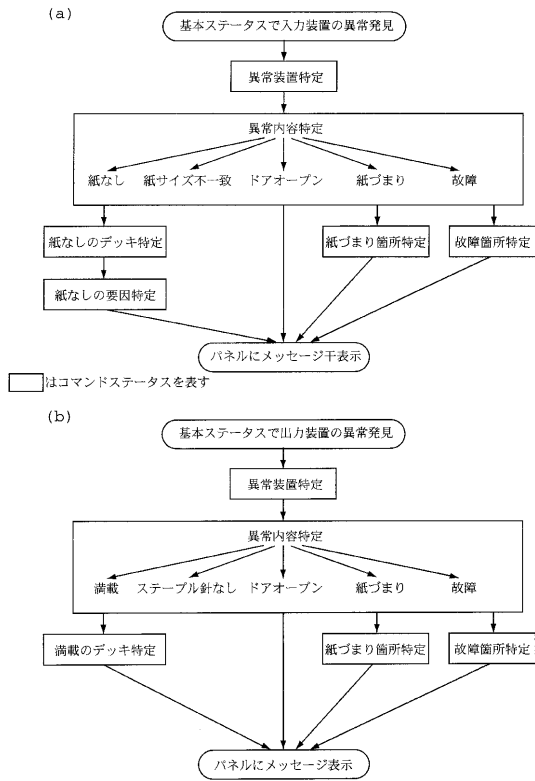 (a)
基本ステータスで入力装置の異常発見
異常装置特定
異常内容特定
紙なし 紙サイズ不一致 ドアオープン 紙づまり 故障
紙なしのデッキ特定 紙づまり箇所特定 故障箇所特定
紙なしの要因特定
パネルにメッセージ干表示
はコマンドステータスを表す
(b)
基本ステータスで出力装置の異常発見
異常装置特定
異常内容特定
満載 ステープル針なし ドアオープン 紙づまり 故障
満載のデッキ特定 紙づまり箇所特定 故障箇所特定
パネルにメッセージ表示